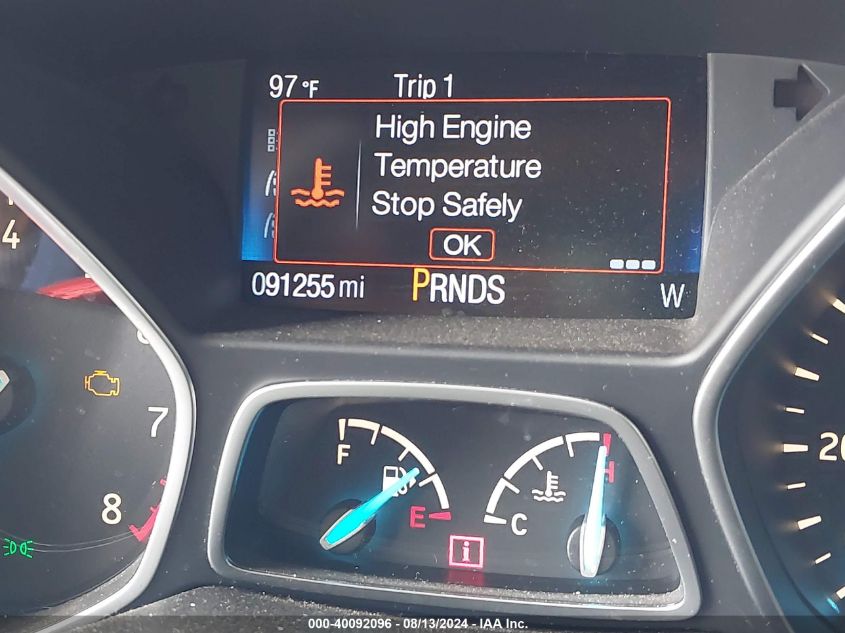 97 °F Trip 1
High Engine
Temperature
Stop Safely
OK
091255 mi PRNDS W
4
7
8
F
E
C
H
i
20
000-40092096 - 08/13/2024 - IAA Inc.